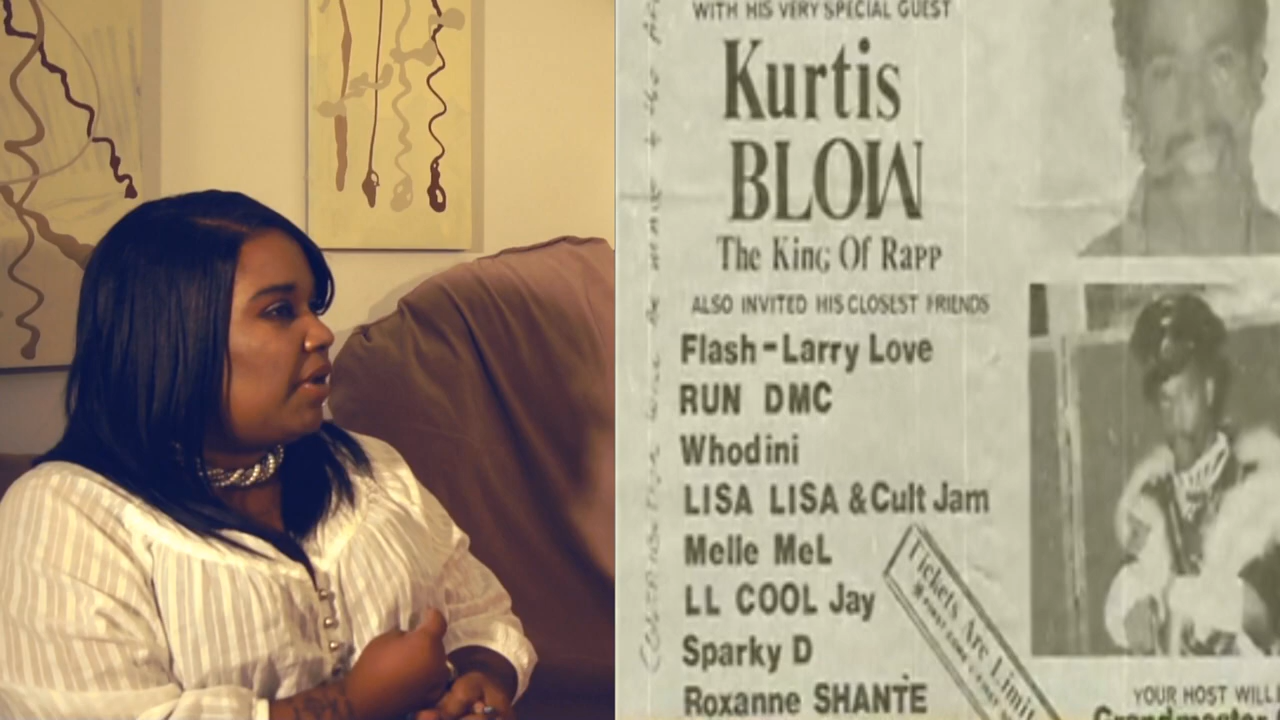 WITH HIS VERY SPECIAL GUEST
Kurtis
BLOW
The King Of Rapp
ALSO INVITED HIS CLOSEST FRIENDS
Flash-Larry Love
RUN DMC
Whodini
LISA LISA & Cult Jam
Melle MeL
LL COOL Jay
Sparky D
Roxanne SHANTE
Tickets Are Limit
YOUR HOST WILL
Grandmaster